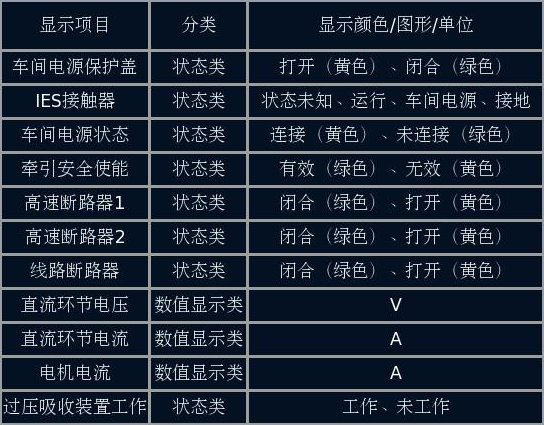 显示项目 分类 显示颜色/图形/单位
车间电源保护盖 状态类 打开（黄色）、闭合（绿色）
IES接触器 状态类 状态未知、运行、车间电源、接地
车间电源状态 状态类 连接（黄色）、未连接（绿色）
牵引安全使能 状态类 有效（绿色）、无效（黄色）
高速断路器1 状态类 闭合（绿色）、打开（黄色）
高速断路器2 状态类 闭合（绿色）、打开（黄色）
线路断路器 状态类 闭合（绿色）、打开（黄色）
直流环节电压 数值显示类 V
直流环节电流 数值显示类 A
电机电流 数值显示类 A
过压吸收装置工作 状态类 工作、未工作